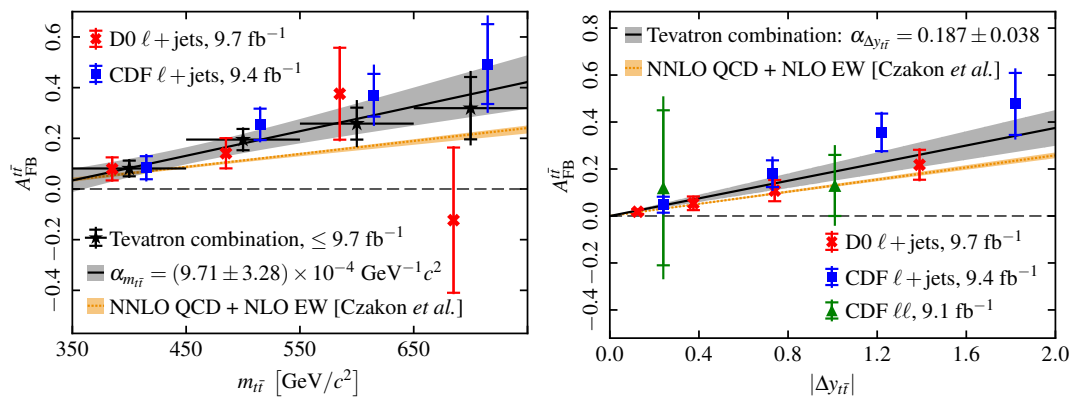 D0 ℓ+jets, 9.7 fb⁻¹
CDF ℓ+jets, 9.4 fb⁻¹
Tevatron combination, ≤ 9.7 fb⁻¹
α_{m_{tt̄}} = (9.71 ± 3.28) × 10⁻⁴ GeV⁻¹c²
NNLO QCD + NLO EW [Czakon et al.]
A_{FB}^{tt̄}
0.6
0.4
0.2
0.0
−0.2
−0.4
350 450 550 650
m_{tt̄} [GeV/c²]
Tevatron combination: α_{Δy_{tt̄}} = 0.187 ± 0.038
NNLO QCD + NLO EW [Czakon et al.]
D0 ℓ+jets, 9.7 fb⁻¹
CDF ℓ+jets, 9.4 fb⁻¹
CDF ℓℓ, 9.1 fb⁻¹
A_{FB}^{tt̄}
0.8
0.6
0.4
0.2
0.0
−0.2
−0.4
0.0 0.4 0.8 1.2 1.6 2.0
|Δy_{tt̄}|